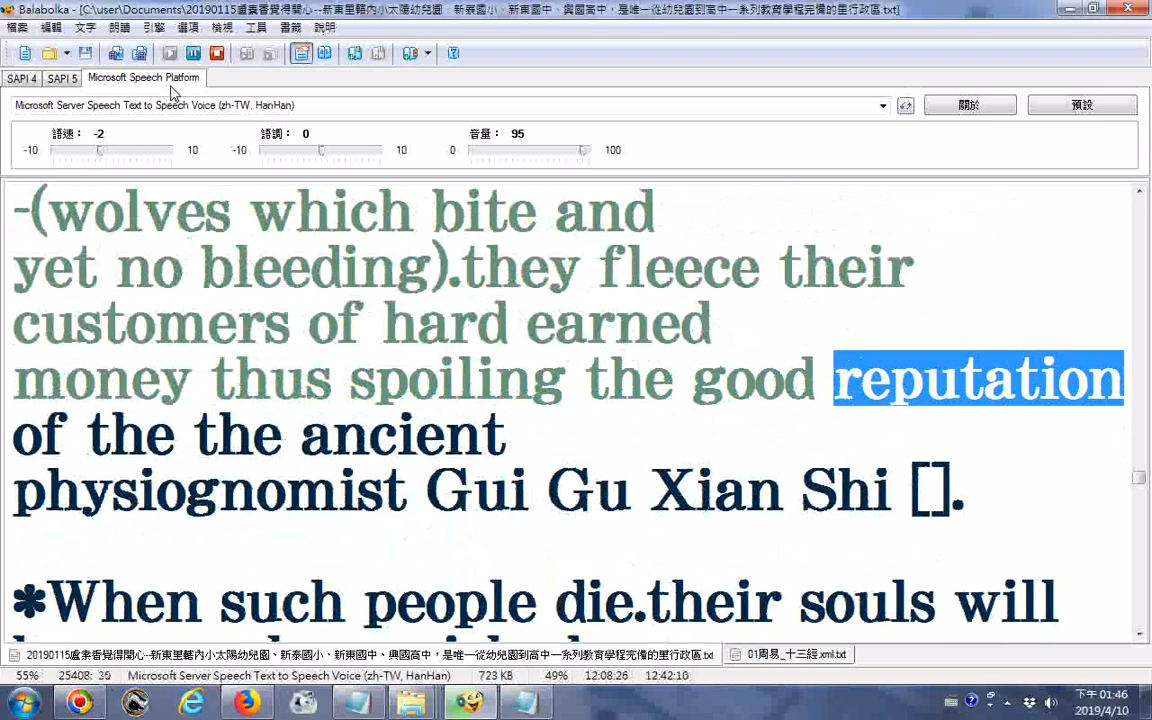 Balabolka - [C:\user\Documents\20190115盧素香覺得開心--新東里轄內小太陽幼兒園、新泰國小、新東國中、興國高中，是唯一從幼兒園到高中一系列教育學程完備的里行政區.txt]
檔案 編輯 文字 朗讀 引擎 選項 檢視 工具 書籤 說明
SAPI 4 SAPI 5 Microsoft Speech Platform
Microsoft Server Speech Text to Speech Voice (zh-TW, HanHan) 關於 預設
語速： -2 語調： 0 音量： 95
-10 10 -10 10 0 100
-(wolves which bite and
yet no bleeding).they fleece their
customers of hard earned
money thus spoiling the good reputation
of the the ancient
physiognomist Gui Gu Xian Shi [].
*When such people die.their souls will
20190115盧素香覺得開心--新東里轄內小太陽幼兒園、新泰國小、新東國中、興國高中，是唯一從幼兒園到高中一系列教育學程完備的里行政區.txt 01周易_十三經.xml.txt
55% 25408: 30 Microsoft Server Speech Text to Speech Voice (zh-TW, HanHan) 723 KB 49% 12:08:26 12:42:10
下午 01:46
2019/4/10